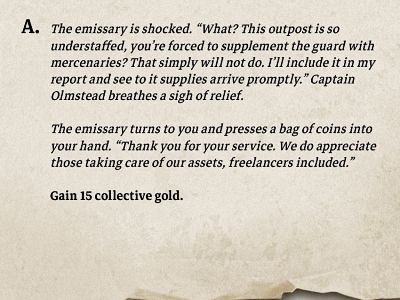 A. The emissary is shocked. “What? This outpost is so
understaffed, you’re forced to supplement the guard with
mercenaries? That simply will not do. I’ll include it in my
report and see to it supplies arrive promptly.” Captain
Olmstead breathes a sigh of relief.
The emissary turns to you and presses a bag of coins into
your hand. “Thank you for your service. We do appreciate
those taking care of our assets, freelancers included.”
Gain 15 collective gold.